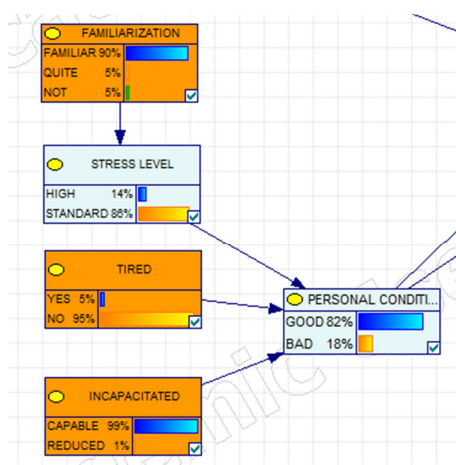 FAMILIARIZATION
FAMILIAR 90%
QUITE 5%
NOT 5%
STRESS LEVEL
HIGH 14%
STANDARD 86%
TIRED
YES 5%
NO 95%
PERSONAL CONDITI...
GOOD 82%
BAD 18%
INCAPACITATED
CAPABLE 99%
REDUCED 1%